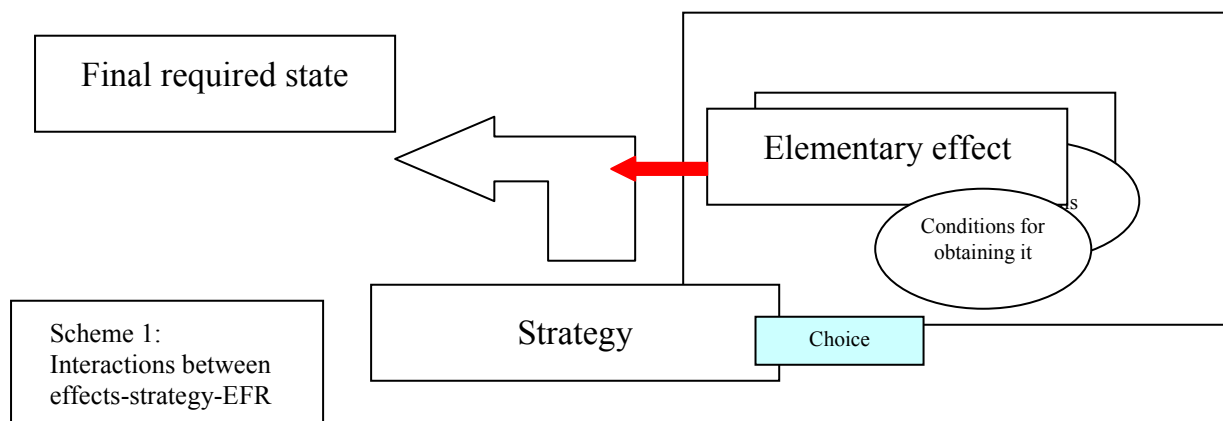 Final required state
Elementary effect
Conditions for
obtaining it
Strategy
Choice
Scheme 1:
Interactions between
effects-strategy-EFR